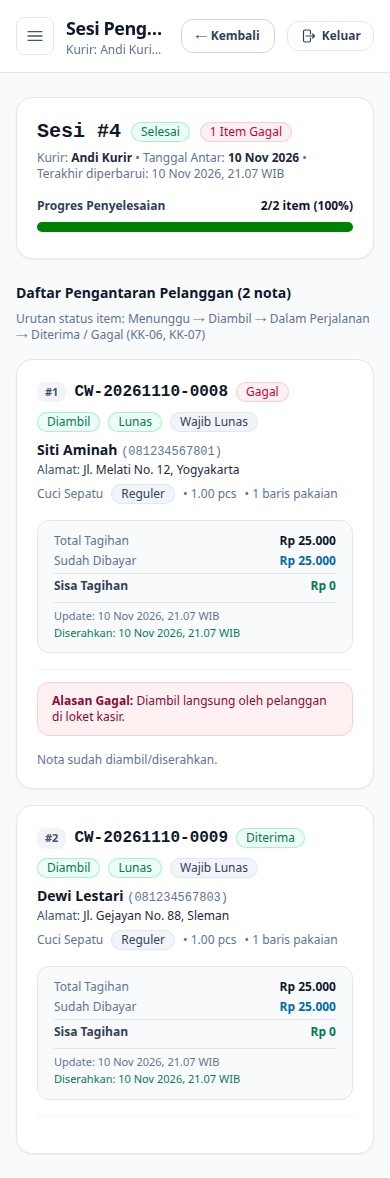 Sesi Peng...
Kurir: Andi Kuri...
← Kembali
Keluar
Sesi #4 Selesai 1 Item Gagal
Kurir: Andi Kurir • Tanggal Antar: 10 Nov 2026 •
Terakhir diperbarui: 10 Nov 2026, 21.07 WIB
Progres Penyelesaian 2/2 item (100%)
Daftar Pengantaran Pelanggan (2 nota)
Urutan status item: Menunggu → Diambil → Dalam Perjalanan
→ Diterima / Gagal (KK-06, KK-07)
#1 CW-20261110-0008 Gagal
Diambil Lunas Wajib Lunas
Siti Aminah (081234567801)
Alamat: Jl. Melati No. 12, Yogyakarta
Cuci Sepatu Reguler • 1.00 pcs • 1 baris pakaian
Total Tagihan Rp 25.000
Sudah Dibayar Rp 25.000
Sisa Tagihan Rp 0
Update: 10 Nov 2026, 21.07 WIB
Diserahkan: 10 Nov 2026, 21.07 WIB
Alasan Gagal: Diambil langsung oleh pelanggan
di loket kasir.
Nota sudah diambil/diserahkan.
#2 CW-20261110-0009 Diterima
Diambil Lunas Wajib Lunas
Dewi Lestari (081234567803)
Alamat: Jl. Gejayan No. 88, Sleman
Cuci Sepatu Reguler • 1.00 pcs • 1 baris pakaian
Total Tagihan Rp 25.000
Sudah Dibayar Rp 25.000
Sisa Tagihan Rp 0
Update: 10 Nov 2026, 21.07 WIB
Diserahkan: 10 Nov 2026, 21.07 WIB